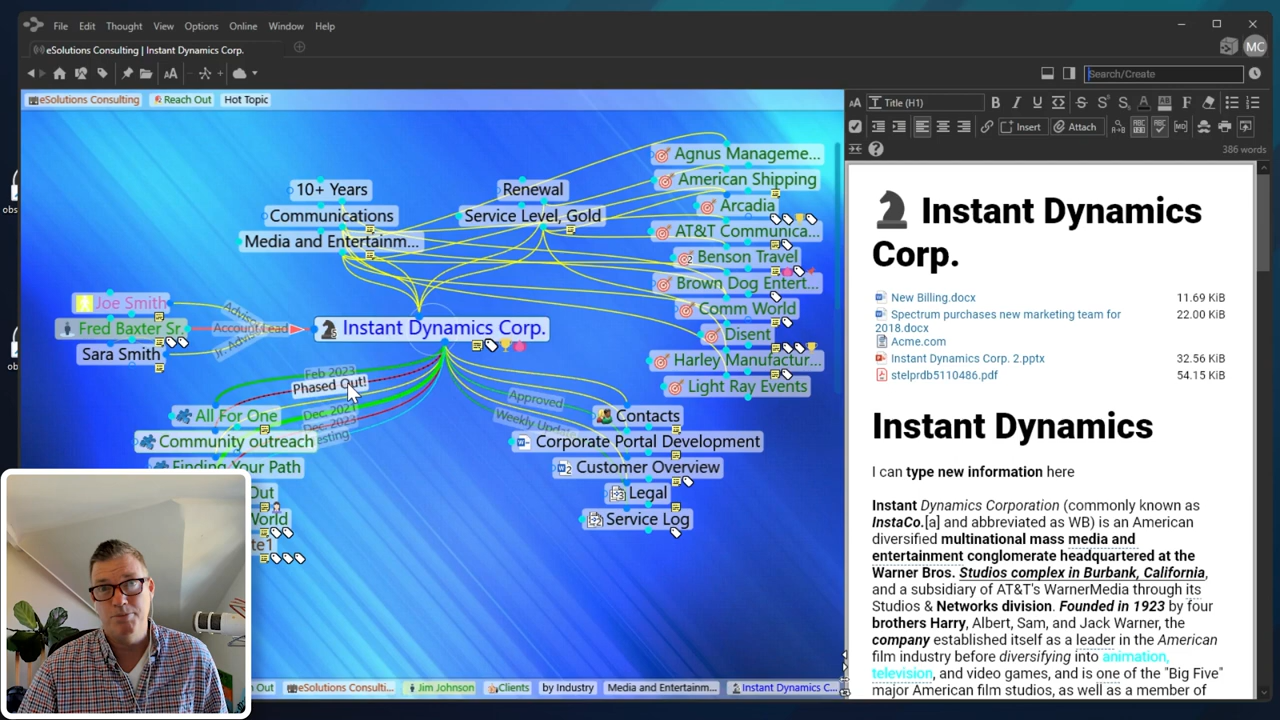 File Edit Thought View Options Online Window Help
eSolutions Consulting | Instant Dynamics Corp.
MC
Search/Create
eSolutions Consulting
Reach Out
Hot Topic
10+ Years
Communications
Media and Entertainm...
Renewal
Service Level, Gold
Agnus Manageme...
American Shipping
Arcadia
AT&T Communica...
Benson Travel
Brown Dog Entert...
Comm World
Disent
Harley Manufactur...
Light Ray Events
Joe Smith
Fred Baxter Sr.
Sara Smith
Account Lead
Instant Dynamics Corp.
Feb 2023
Phased Out!
Dec. 2023
All For One
Community outreach
Finding Your Path
Out
World
te1
Approved
Weekly
Contacts
Corporate Portal Development
Customer Overview
Legal
Service Log
obs
Out
eSolutions Consulti...
Jim Johnson
Clients
by Industry
Media and Entertainm...
Instant Dynamics C...
Title (H1)
Insert
Attach
386 words
Instant Dynamics
Corp.
New Billing.docx 11.69 KiB
Spectrum purchases new marketing team for 22.00 KiB
2018.docx
Acme.com
Instant Dynamics Corp. 2.pptx 32.56 KiB
stelprdb5110486.pdf 54.15 KiB
Instant Dynamics
I can type new information here
Instant Dynamics Corporation (commonly known as
InstaCo.[a] and abbreviated as WB) is an American
diversified multinational mass media and
entertainment conglomerate headquartered at the
Warner Bros. Studios complex in Burbank, California,
and a subsidiary of AT&T's WarnerMedia through its
Studios & Networks division. Founded in 1923 by four
brothers Harry, Albert, Sam, and Jack Warner, the
company established itself as a leader in the American
film industry before diversifying into animation,
television, and video games, and is one of the "Big Five"
major American film studios, as well as a member of